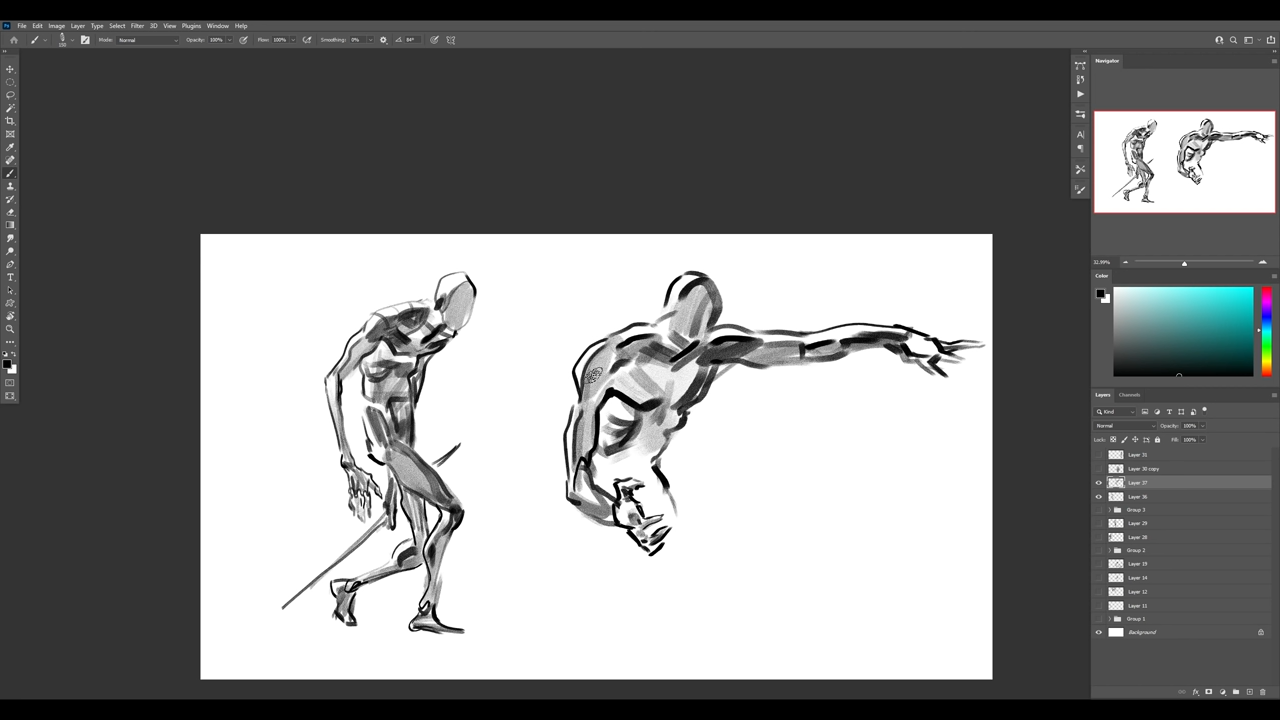 File Edit Image Layer Type Select Filter 3D View Plugins Window Help
Mode: Normal Opacity: 100% Flow: 100% Smoothing: 0% 84°
Navigator
32.99%
Color
Layers Channels
Kind
Normal Opacity: 100%
Lock: Fill: 100%
Layer 31
Layer 30 copy
Layer 37
Layer 36
Group 3
Layer 29
Layer 28
Group 2
Layer 19
Layer 14
Layer 12
Layer 11
Group 1
Background